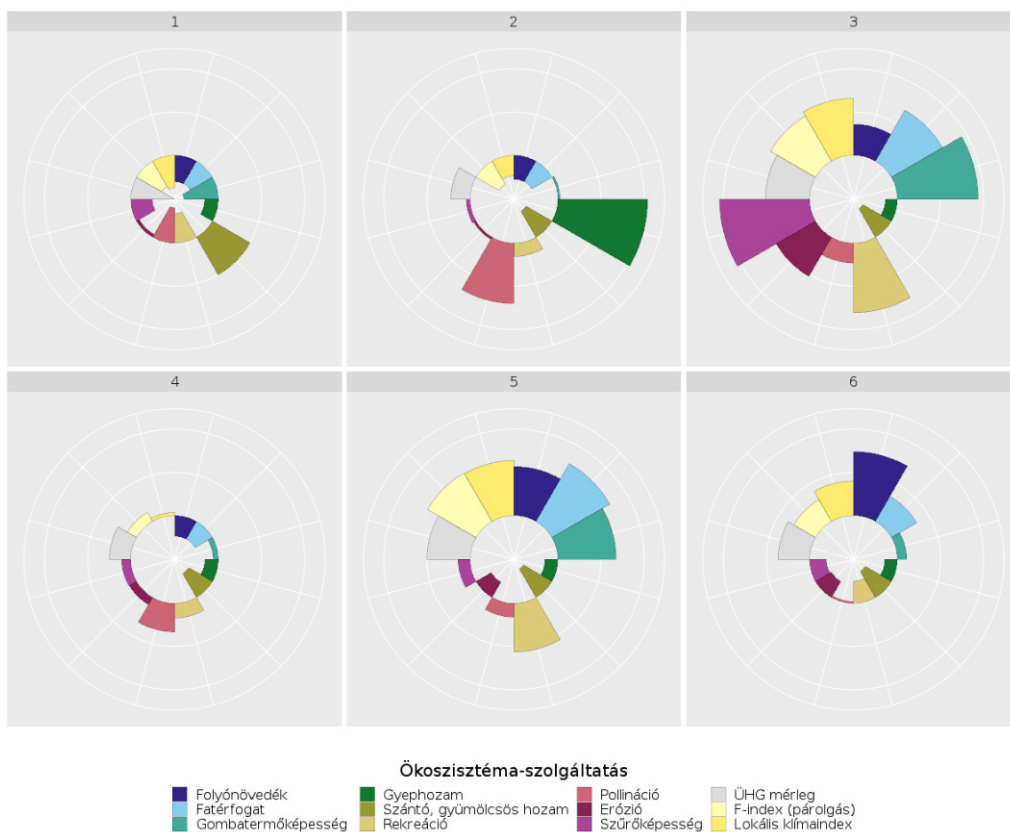 1
2
3
4
5
6
Ökoszisztéma-szolgáltatás
Folyónövedék
Gyephozam
Pollináció
ÜHG mérleg
Fatérfogat
Szántó, gyümölcsös hozam
Erózió
F-index (párolgás)
Gombatermőképesség
Rekreáció
Szűrőképesség
Lokális klímaindex